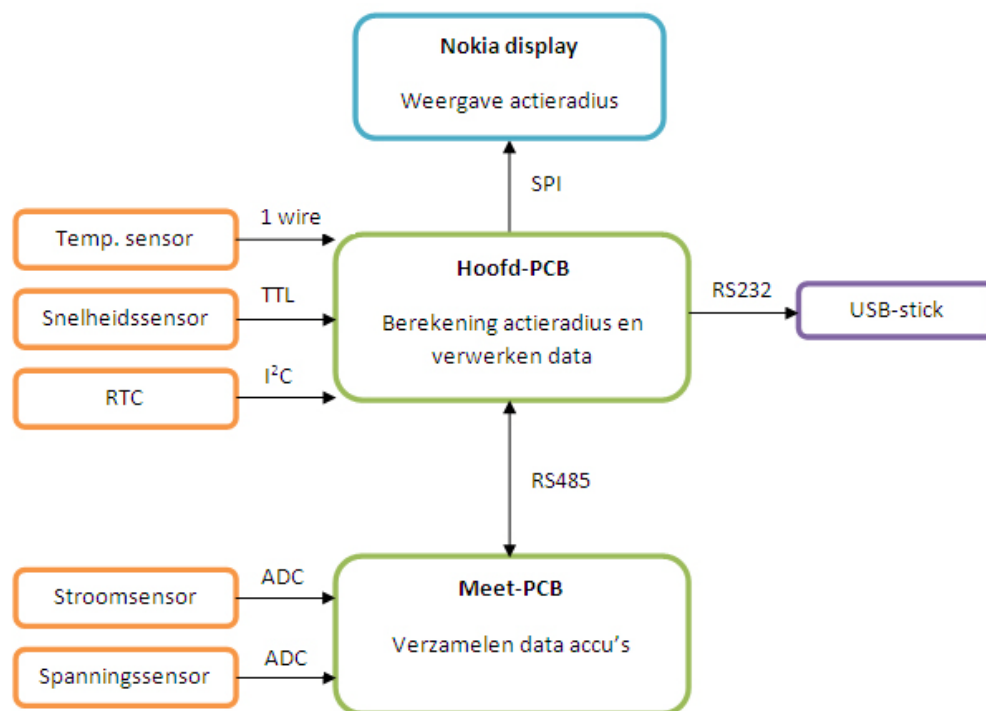 Nokia display
Weergave actieradius
SPI
Temp. sensor
1 wire
Snelheidssensor
TTL
RTC
I²C
Hoofd-PCB
Berekening actieradius en
verwerken data
RS232
USB-stick
RS485
Stroomsensor
ADC
Spanningssensor
ADC
Meet-PCB
Verzamelen data accu's